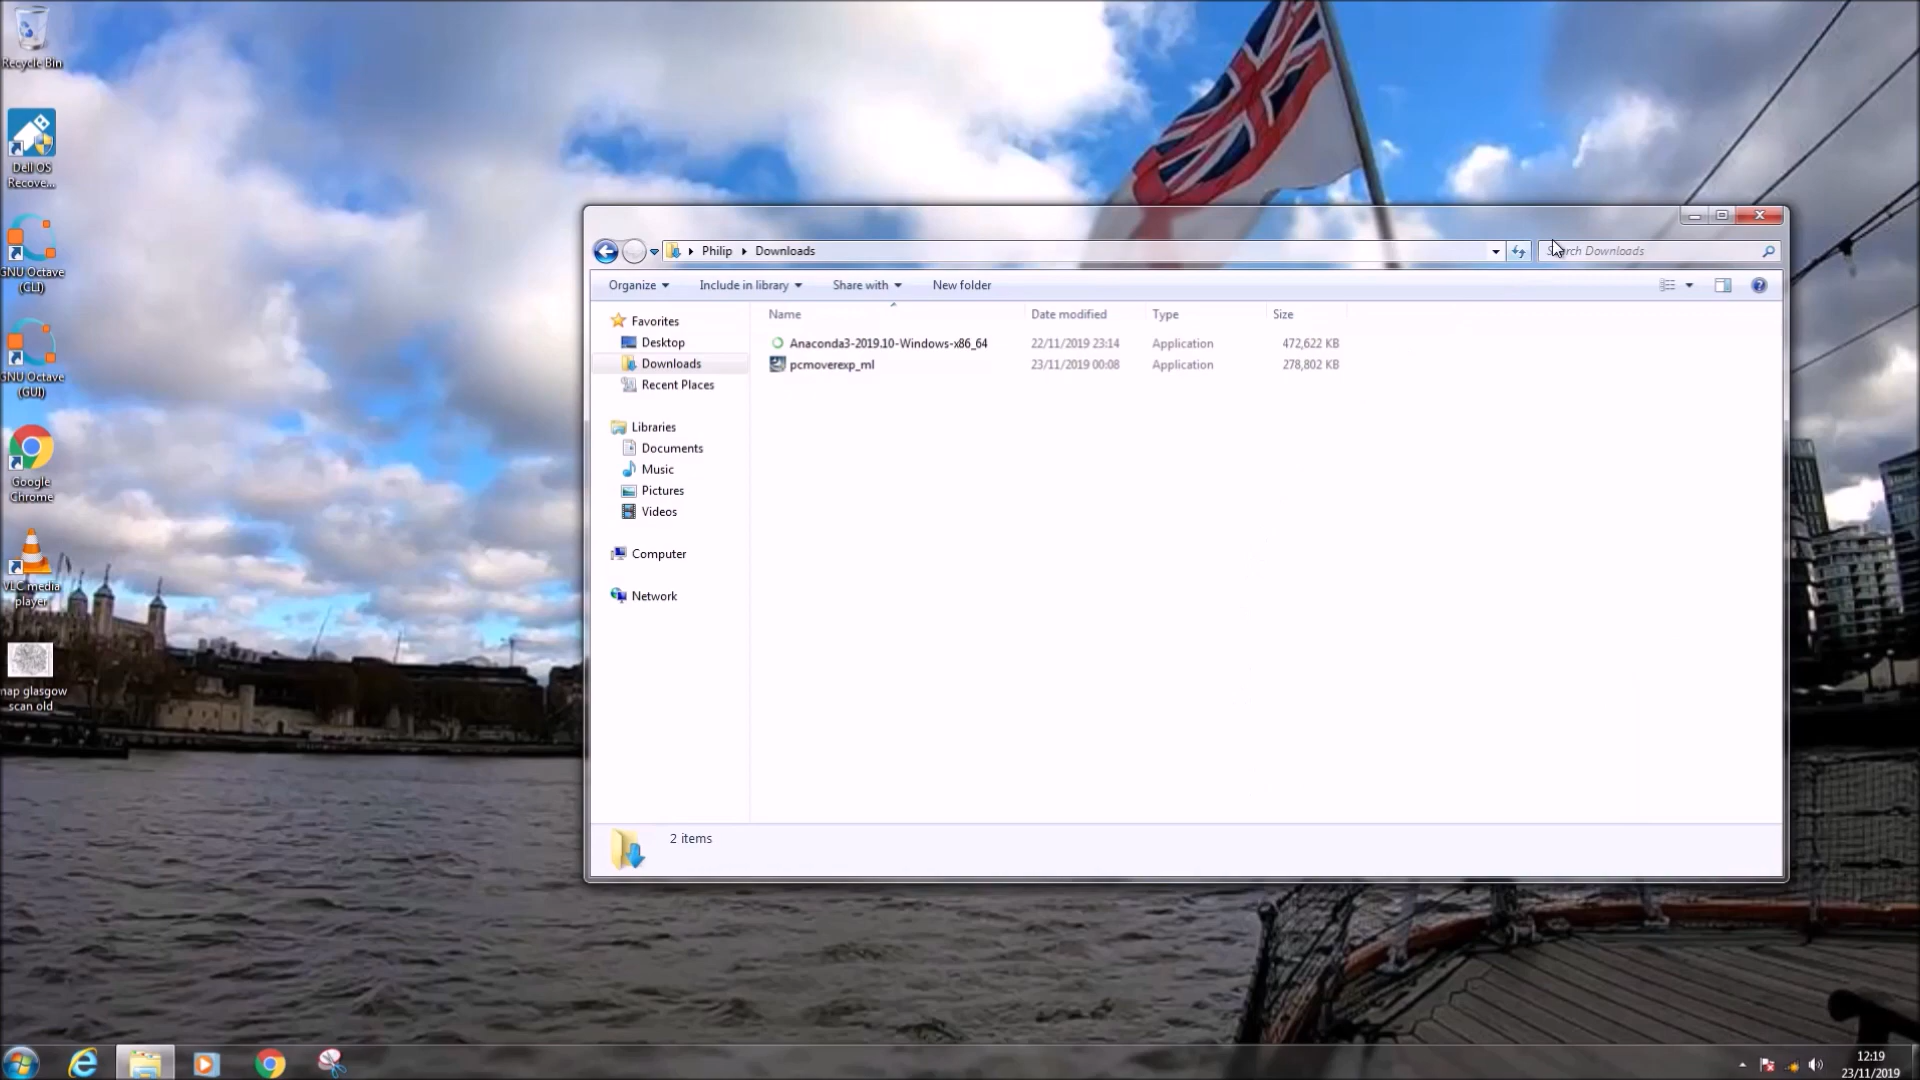 Recycle Bin
Dell OS
Recove...
GNU Octave
(CLI)
GNU Octave
(GUI)
Google
Chrome
VLC media
player
map glasgow
scan old
Philip
Downloads
Search Downloads
Organize
Include in library
Share with
New folder
Name
Date modified
Type
Size
Favorites
Desktop
Downloads
Recent Places
Libraries
Documents
Music
Pictures
Videos
Computer
Network
Anaconda3-2019.10-Windows-x86_64 22/11/2019 23:14 Application 472,622 KB
pcmoverexp_ml 23/11/2019 00:08 Application 278,802 KB
2 items
12:19
23/11/2019